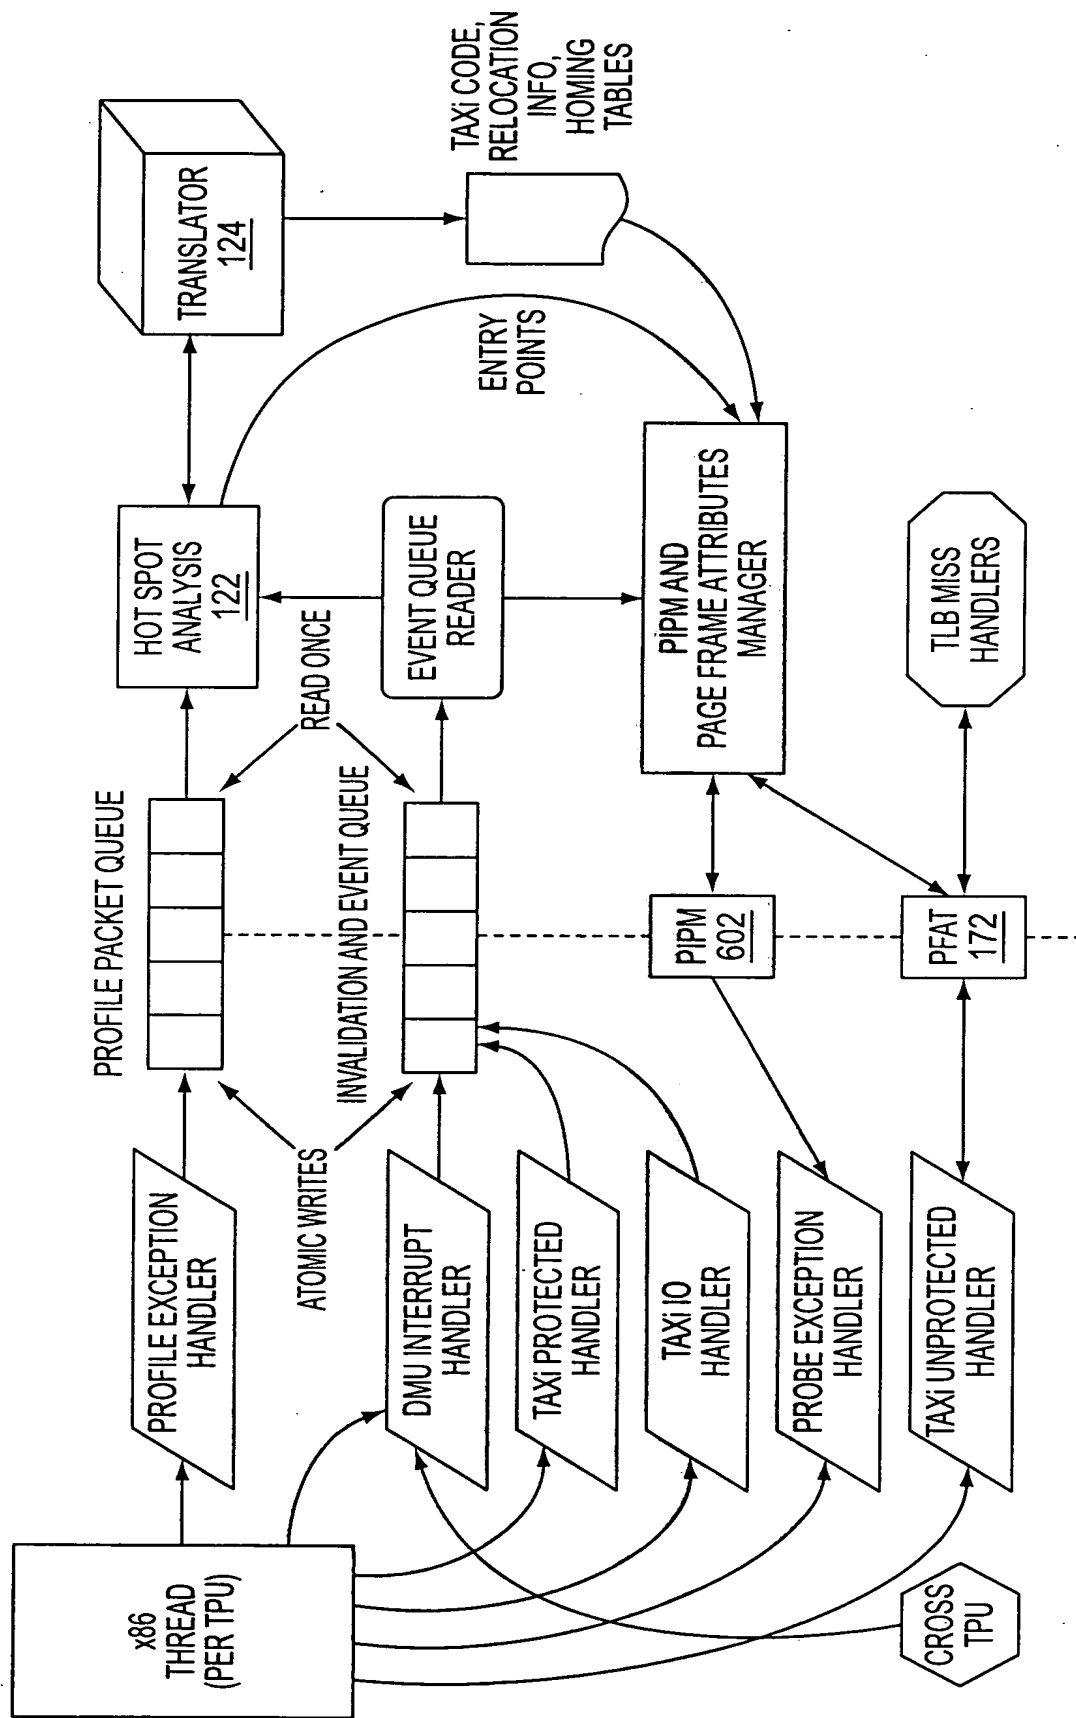 x86
THREAD
(PER TPU)
CROSS
TPU
PROFILE EXCEPTION
HANDLER
DMU INTERRUPT
HANDLER
TAXi PROTECTED
HANDLER
TAXi IO
HANDLER
PROBE EXCEPTION
HANDLER
TAXi UNPROTECTED
HANDLER
ATOMIC WRITES
PROFILE PACKET QUEUE
INVALIDATION AND EVENT QUEUE
READ ONCE
PIPM
602
PFAT
172
HOT SPOT
ANALYSIS
122
EVENT QUEUE
READER
PIPM AND
PAGE FRAME ATTRIBUTES
MANAGER
TLB MISS
HANDLERS
TRANSLATOR
124
ENTRY
POINTS
TAXi CODE,
RELOCATION
INFO,
HOMING
TABLES